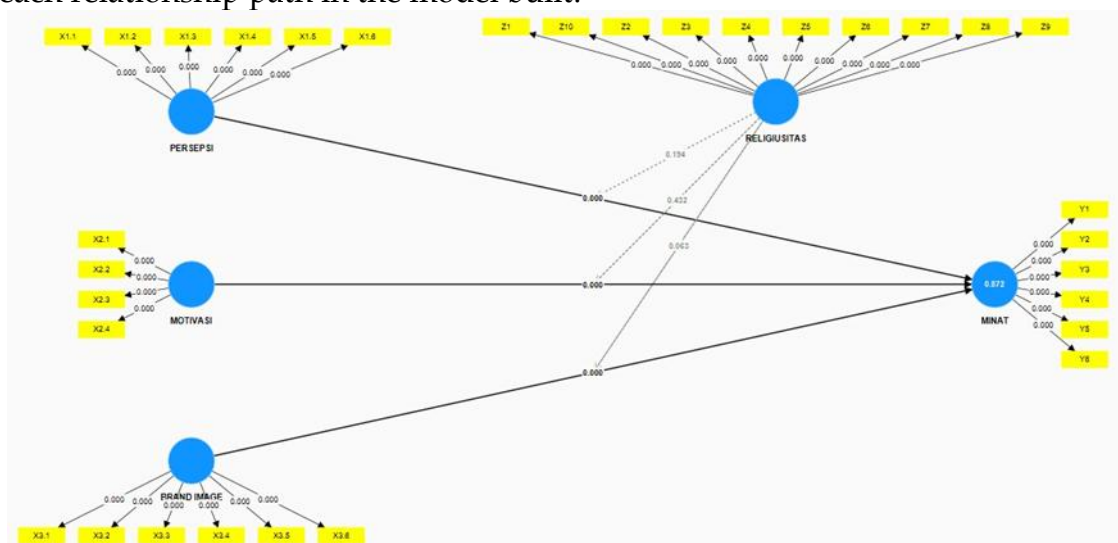 each relationship path in the model built.
X1.1 X1.2 X1.3 X1.4 X1.5 X1.6
Z1 Z10 Z2 Z3 Z4 Z5 Z6 Z7 Z8 Z9
0.000 0.000 0.000 0.000 0.000 0.000
0.000 0.000 0.000 0.000 0.000 0.000 0.000 0.000 0.000 0.000
PERSEPSI
RELIGIUSITAS
0.194
0.000
0.432
0.063
X2.1
X2.2
X2.3
X2.4
0.000
0.000
0.000
0.000
MOTIVASI
0.000
Y1
Y2
Y3
Y4
Y5
Y6
0.000
0.000
0.000
0.000
0.000
0.000
0.872
MINAT
0.000
BRAND IMAGE
0.000 0.000 0.000 0.000 0.000 0.000
X3.1 X3.2 X3.3 X3.4 X3.5 X3.6